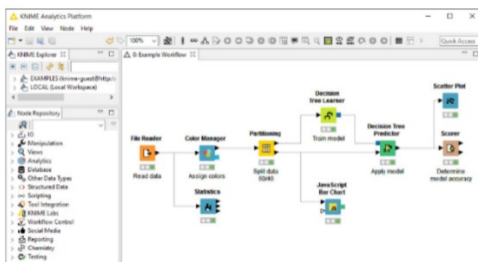 KNIME Analytics Platform
File Edit View Node Help
100%
Quick Access
KNIME Explorer
0: Example Workflow
EXAMPLES (knime-guest@http:
LOCAL (Local Workspace)
Node Repository
IO
Manipulation
Views
Analytics
Database
Other Data Types
Structured Data
Scripting
Tool Integration
KNIME Labs
Workflow Control
Social Media
Reporting
Chemistry
Testing
File Reader
Read data
Color Manager
Assign colors
Statistics
Partitioning
Split data
Decision
Tree Learner
Train model
JavaScript
Bar Chart
Decision Tree
Predictor
Apply model
Scatter Plot
Scorer
Determine
model accuracy